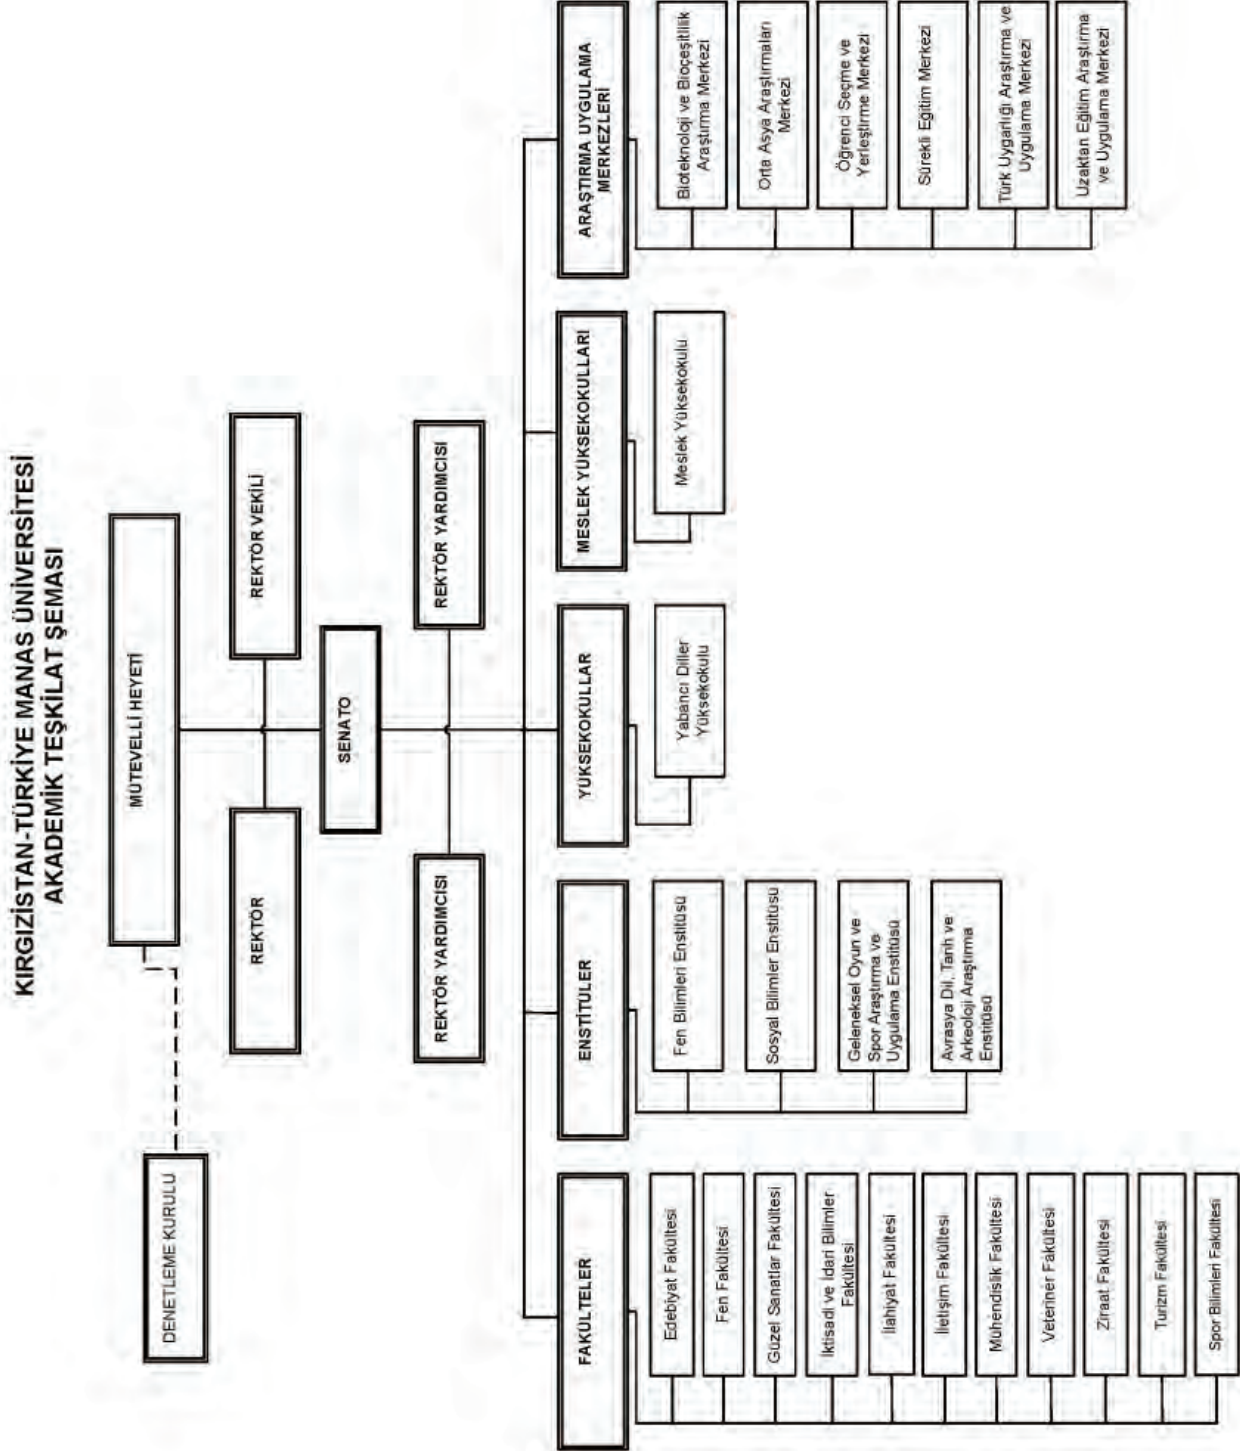 KIRGIZİSTAN-TÜRKİYE MANAS ÜNİVERSİTESİ
AKADEMİK TEŞKİLAT ŞEMASI
MÜTEVELLİ HEYETİ
DENETLEME KURULU
REKTÖR
REKTÖR VEKİLİ
SENATO
REKTÖR YARDIMCISI
REKTÖR YARDIMCISI
FAKÜLTELER
Edebiyat Fakültesi
Fen Fakültesi
Güzel Sanatlar Fakültesi
İktisadi ve İdari Bilimler
Fakültesi
İlahiyat Fakültesi
İletişim Fakültesi
Mühendislik Fakültesi
Veteriner Fakültesi
Ziraat Fakültesi
Turizm Fakültesi
Spor Bilimleri Fakültesi
ENSTİTÜLER
Fen Bilimleri Enstitüsü
Sosyal Bilimler Enstitüsü
Geleneksel Oyun ve
Spor Araştırma ve
Uygulama Enstitüsü
Avrasya Dil, Tarih ve
Arkeoloji Araştırma
Enstitüsü
YÜKSEKOKULLAR
Yabancı Diller
Yüksekokulu
MESLEK YÜKSEKOKULLARI
Meslek Yüksekokulu
ARAŞTIRMA UYGULAMA
MERKEZLERİ
Bioteknoloji ve Bioçeşitlilik
Araştırma Merkezi
Orta Asya Araştırmaları
Merkezi
Öğrenci Seçme ve
Yerleştirme Merkezi
Sürekli Eğitim Merkezi
Türk Uygarlığı Araştırma ve
Uygulama Merkezi
Uzaktan Eğitim Araştırma
ve Uygulama Merkezi